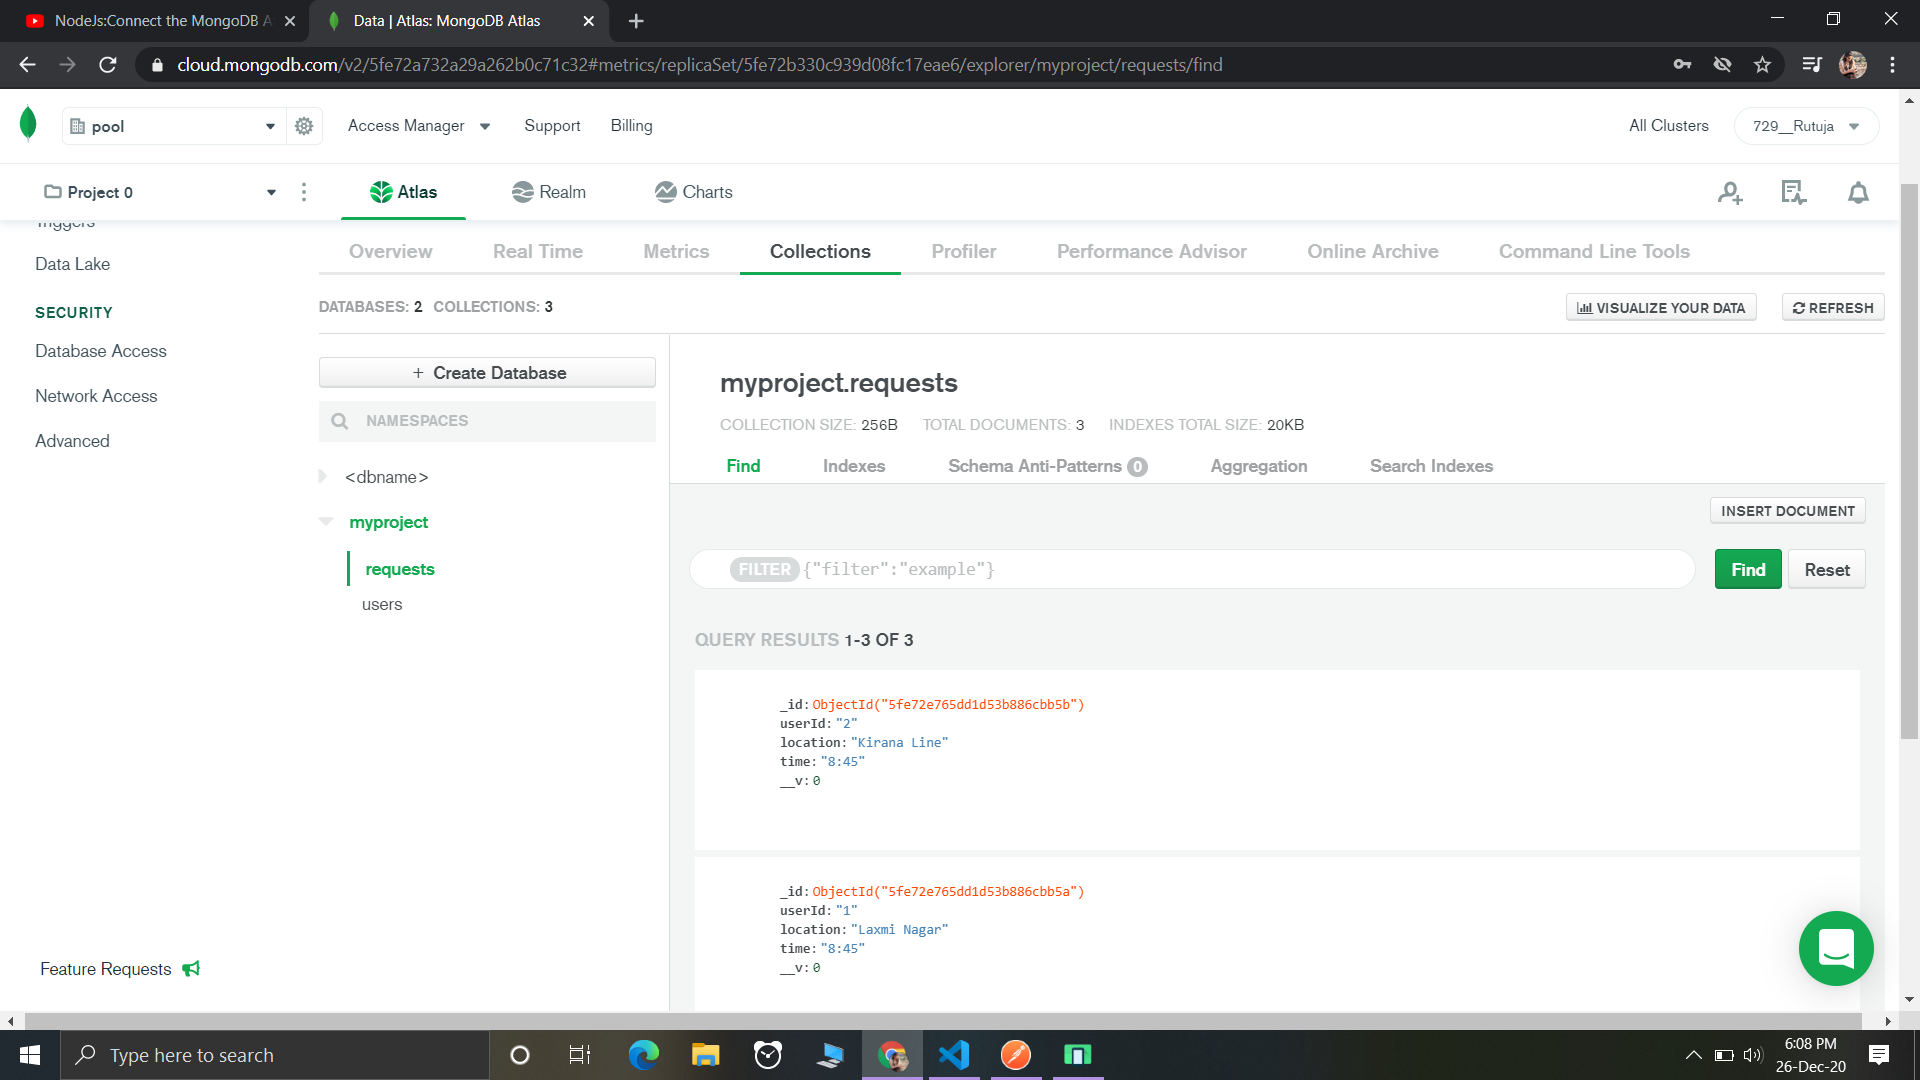 NodeJs:Connect the MongoDB A
Data | Atlas: MongoDB Atlas
cloud.mongodb.com/v2/5fe72a732a29a262b0c71c32#metrics/replicaSet/5fe72b330c939d08fc17eae6/explorer/myproject/requests/find
pool
Access Manager
Support
Billing
All Clusters
729__Rutuja
Project 0
Atlas
Realm
Charts
Triggers
Data Lake
SECURITY
Database Access
Network Access
Advanced
Feature Requests
Overview
Real Time
Metrics
Collections
Profiler
Performance Advisor
Online Archive
Command Line Tools
DATABASES: 2 COLLECTIONS: 3
VISUALIZE YOUR DATA
REFRESH
+ Create Database
NAMESPACES
<dbname>
myproject
requests
users
myproject.requests
COLLECTION SIZE: 256B TOTAL DOCUMENTS: 3 INDEXES TOTAL SIZE: 20KB
Find
Indexes
Schema Anti-Patterns 0
Aggregation
Search Indexes
INSERT DOCUMENT
FILTER {"filter":"example"}
Find
Reset
QUERY RESULTS 1-3 OF 3
_id:ObjectId("5fe72e765dd1d53b886cbb5b")
userId:"2"
location:"Kirana Line"
time:"8:45"
__v:0
_id:ObjectId("5fe72e765dd1d53b886cbb5a")
userId:"1"
location:"Laxmi Nagar"
time:"8:45"
__v:0
Type here to search
6:08 PM
26-Dec-20